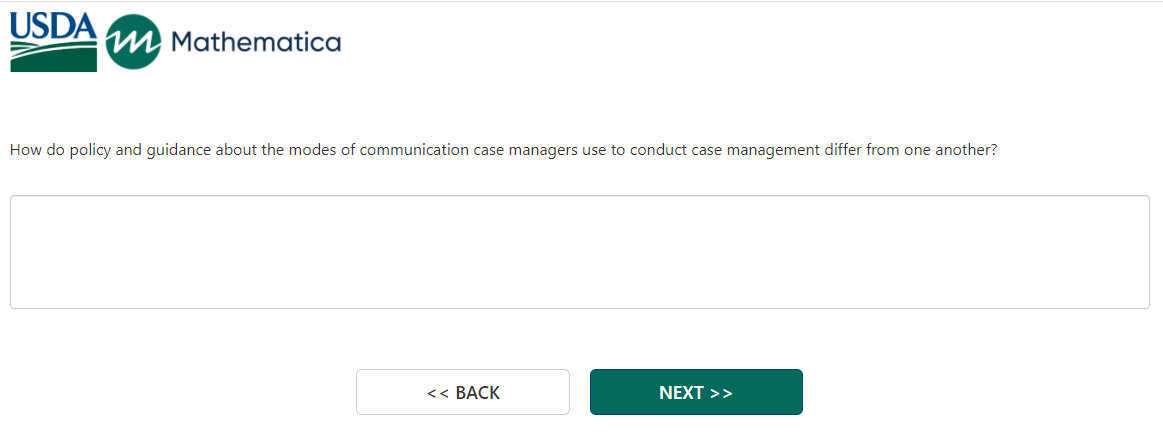 USDA
m Mathematica
How do policy and guidance about the modes of communication case managers use to conduct case management differ from one another?
<< BACK
NEXT >>